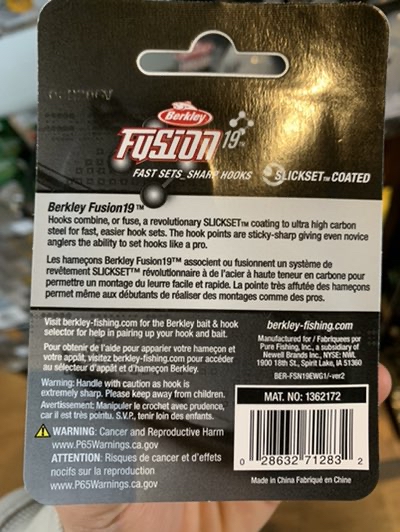 Berkley
FUSION19™
FAST SETS_SHARP HOOKS
SLICKSET™ COATED
Berkley Fusion19™
Hooks combine, or fuse, a revolutionary SLICKSET™ coating to ultra high carbon
steel for fast, easier hook sets. The hook points are sticky-sharp giving even novice
anglers the ability to set hooks like a pro.
Les hameçons Berkley Fusion19™ associent ou fusionnent un système de
revêtement SLICKSET™ révolutionnaire à de l'acier à haute teneur en carbone pour
permettre un montage du leurre facile et rapide. La pointe très affutée des hameçons
permet même aux débutants de réaliser des montages comme des pros.
Visit berkley-fishing.com for the Berkley bait & hook
selector for help in pairing up your hook and bait.
Pour obtenir de l'aide pour apparier votre hameçon et
votre appât, visitez berkley-fishing.com pour accéder
au sélecteur d'appât et d'hameçon Berkley.
Warning: Handle with caution as hook is
extremely sharp. Please keep away from children.
Avertissement: Manipuler le crochet avec prudence,
car il est très pointu. S.V.P., tenir loin des enfants.
WARNING: Cancer and Reproductive Harm
www.P65Warnings.ca.gov
ATTENTION: Risques de cancer et d'effets
nocifs sur la reproduction
www.P65Warnings.ca.gov
berkley-fishing.com
Manufactured for / Fabriquées por
Pure Fishing, Inc., a subsidiary of
Newell Brands Inc., NYSE: NWL
1900 18th St., Spirit Lake, IA 51360
BER-FSN19EWG1/-ver2
MAT. NO: 1362172
0 28632 71283 2
Made in China Fabriqué en Chine